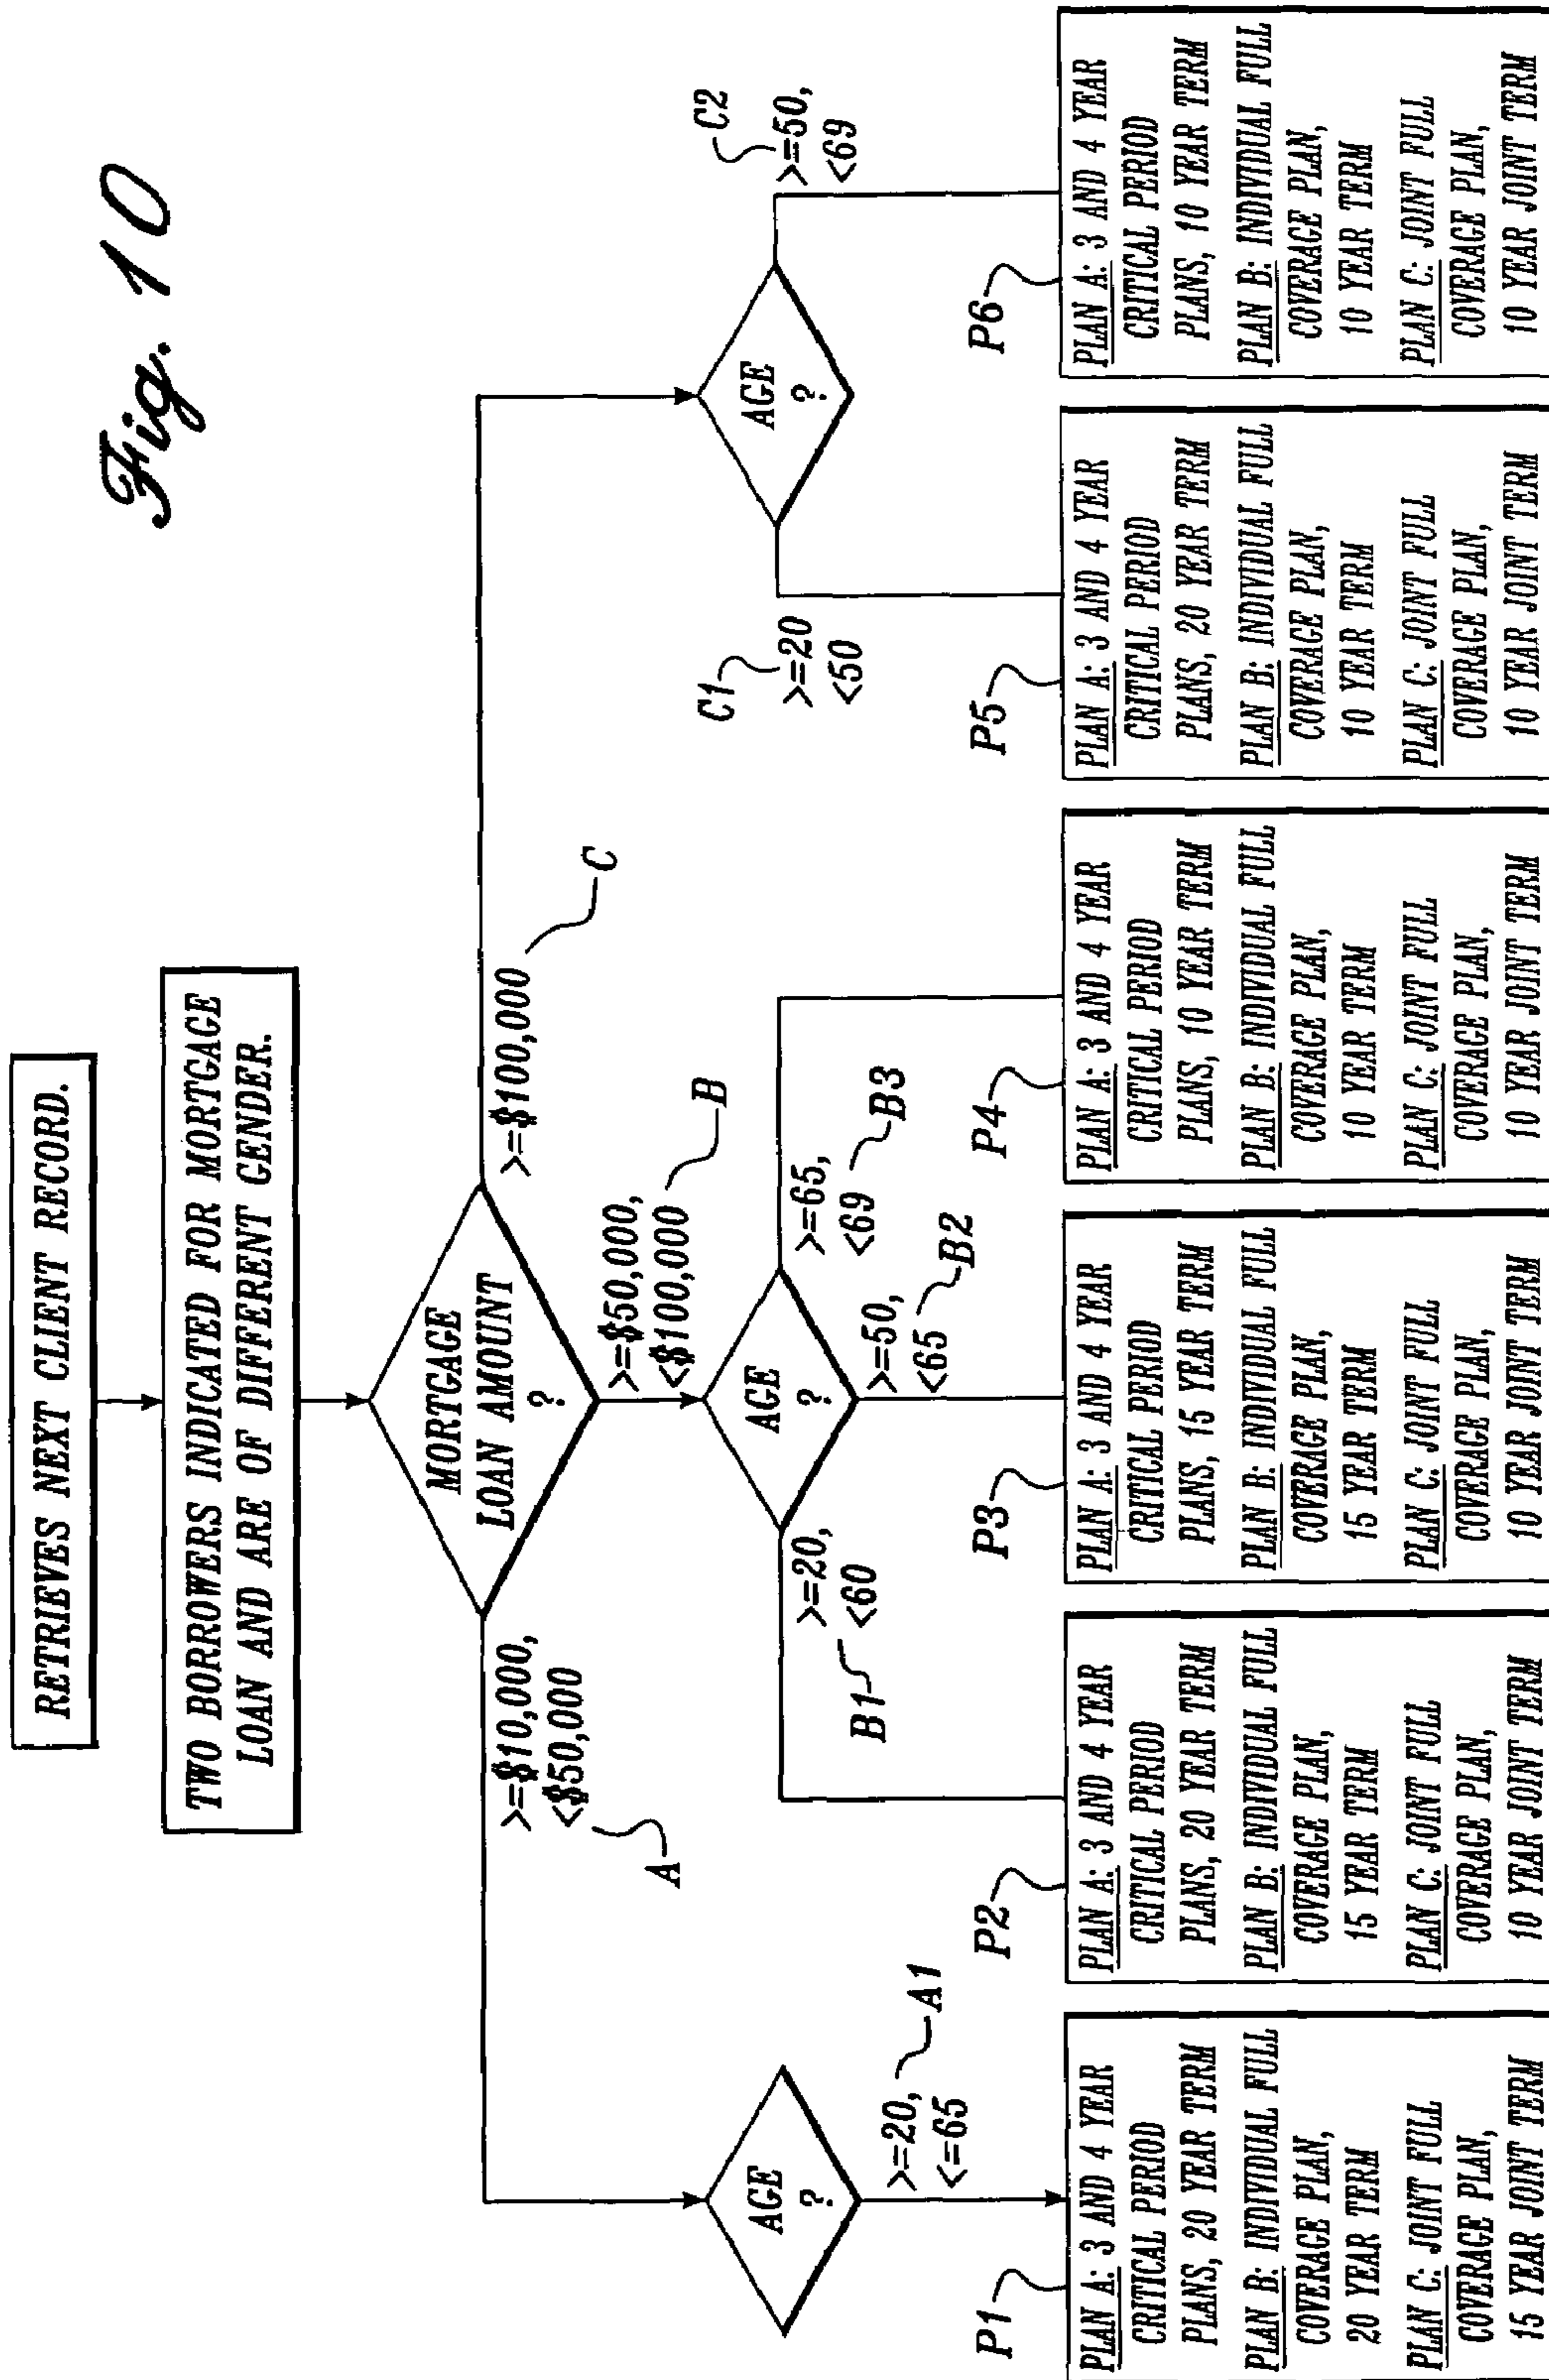 Fig. 10
RETRIEVES NEXT CLIENT RECORD.
TWO BORROWERS INDICATED FOR MORTGAGE
LOAN AND ARE OF DIFFERENT GENDER.
MORTGAGE
LOAN AMOUNT
?
>=$10,000,
<$50,000
A
>=$50,000,
<$100,000
B
>=$100,000
C
AGE
?
>=20,
<=65
A1
AGE
?
>=20,
<60
B1
>=50,
<65
B2
>=65,
<69
B3
AGE
?
C1
>=20
<50
C2
>=50,
<69
P1
PLAN A: 3 AND 4 YEAR
CRITICAL PERIOD
PLANS, 20 YEAR TERM
PLAN B: INDIVIDUAL FULL
COVERAGE PLAN,
20 YEAR TERM
PLAN C: JOINT FULL
COVERAGE PLAN,
15 YEAR JOINT TERM
P2
PLAN A: 3 AND 4 YEAR
CRITICAL PERIOD
PLANS, 20 YEAR TERM
PLAN B: INDIVIDUAL FULL
COVERAGE PLAN,
15 YEAR TERM
PLAN C: JOINT FULL
COVERAGE PLAN,
10 YEAR JOINT TERM
P3
PLAN A: 3 AND 4 YEAR
CRITICAL PERIOD
PLANS, 15 YEAR TERM
PLAN B: INDIVIDUAL FULL
COVERAGE PLAN,
15 YEAR TERM
PLAN C: JOINT FULL
COVERAGE PLAN,
10 YEAR JOINT TERM
P4
PLAN A: 3 AND 4 YEAR
CRITICAL PERIOD
PLANS, 10 YEAR TERM
PLAN B: INDIVIDUAL FULL
COVERAGE PLAN,
10 YEAR TERM
PLAN C: JOINT FULL
COVERAGE PLAN,
10 YEAR JOINT TERM
P5
PLAN A: 3 AND 4 YEAR
CRITICAL PERIOD
PLANS, 20 YEAR TERM
PLAN B: INDIVIDUAL FULL
COVERAGE PLAN,
10 YEAR TERM
PLAN C: JOINT FULL
COVERAGE PLAN,
10 YEAR JOINT TERM
P6
PLAN A: 3 AND 4 YEAR
CRITICAL PERIOD
PLANS, 10 YEAR TERM
PLAN B: INDIVIDUAL FULL
COVERAGE PLAN,
10 YEAR TERM
PLAN C: JOINT FULL
COVERAGE PLAN,
10 YEAR JOINT TERM